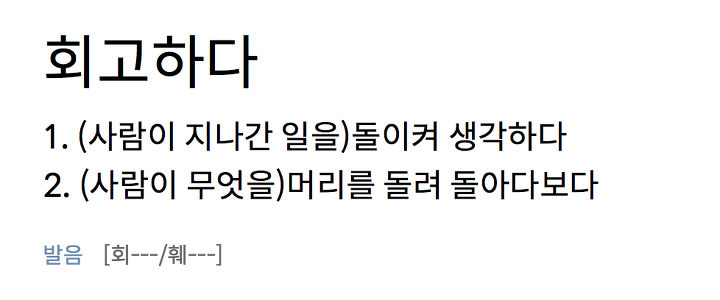 회고하다
1. (사람이 지나간 일을)돌이켜 생각하다
2. (사람이 무엇을)머리를 돌려 돌아다보다
발음 [회---/훼---]